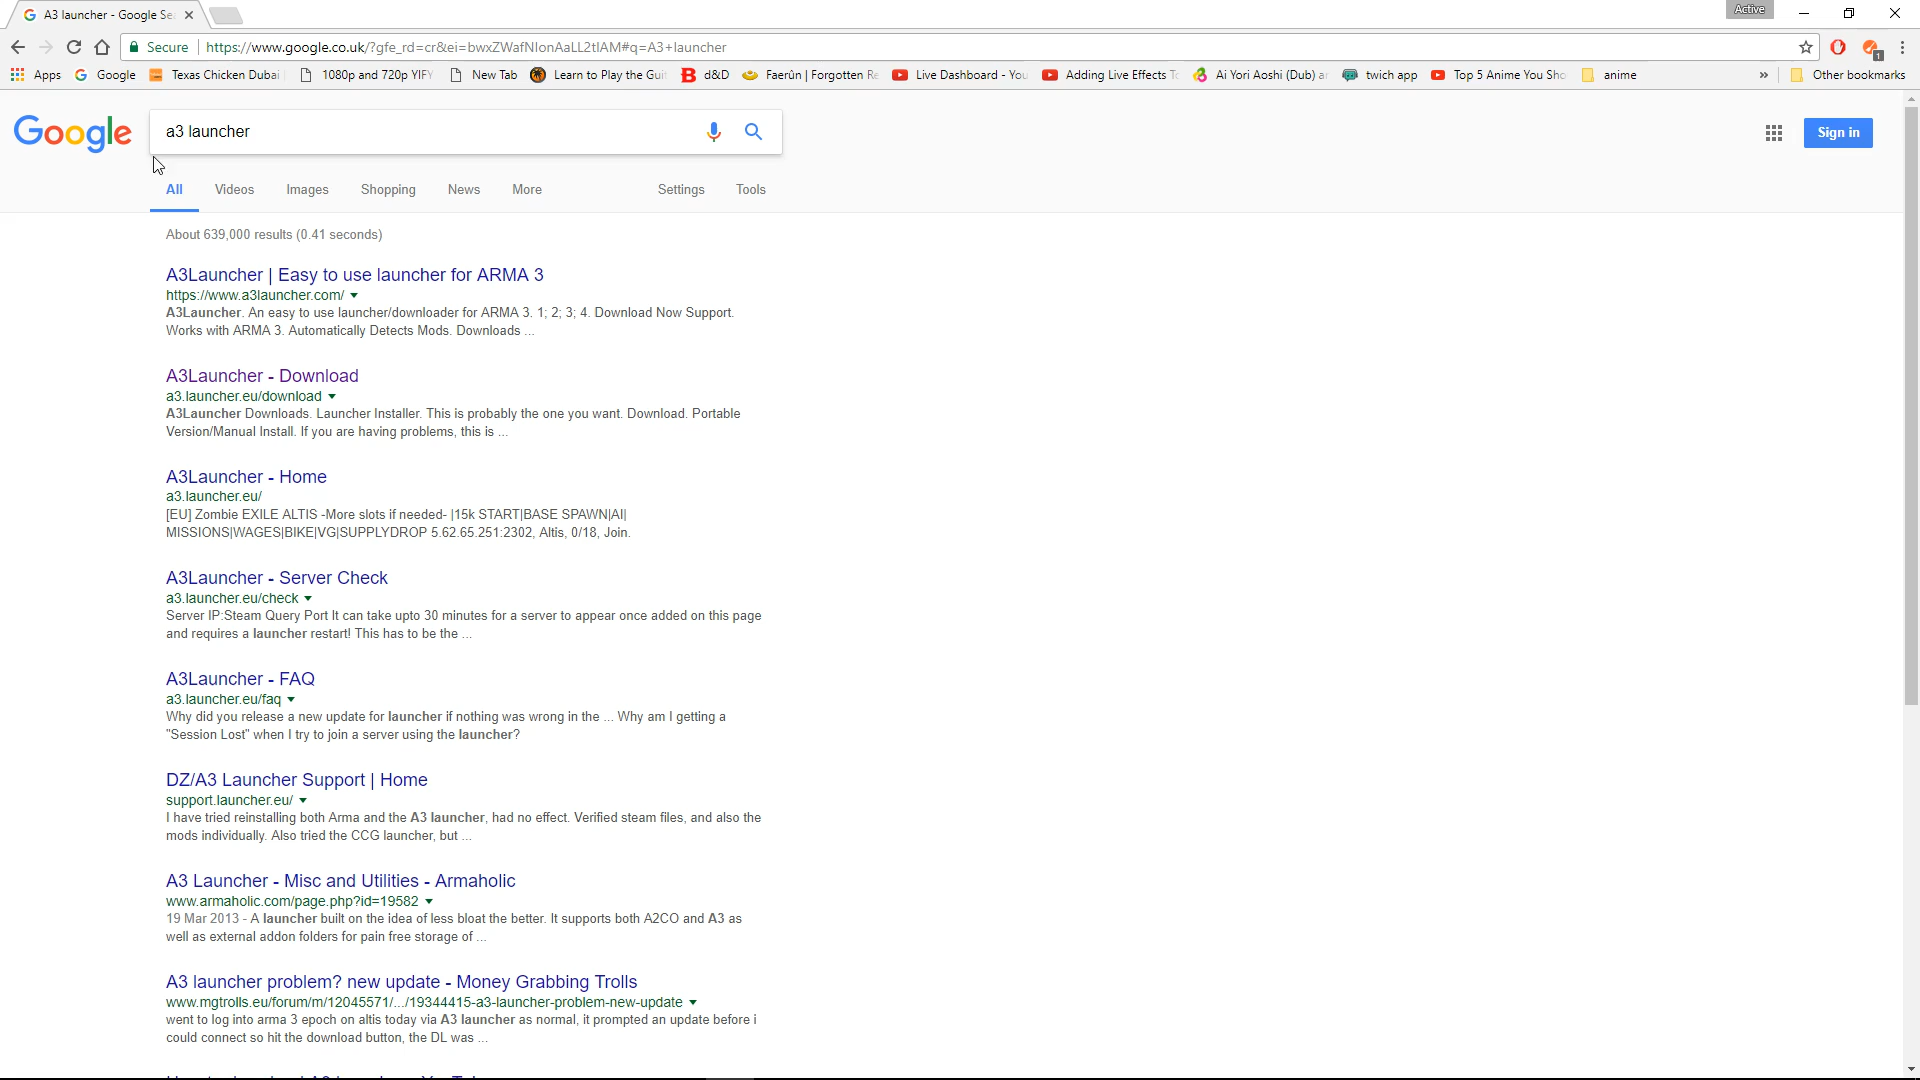 A3 launcher - Google Se
Active
Secure
https://www.google.co.uk/?gfe_rd=cr&ei=bwxZWafNIonAaLL2tIAM#q=A3+launcher
1
Apps
Google
Texas Chicken Dubai
1080p and 720p YIFY
New Tab
Learn to Play the Gui
d&D
Faerûn | Forgotten Re
Live Dashboard - You
Adding Live Effects To
Ai Yori Aoshi (Dub) a
twich app
Top 5 Anime You Sho
anime
»
Other bookmarks
Google
a3 launcher
Sign in
All
Videos
Images
Shopping
News
More
Settings
Tools
About 639,000 results (0.41 seconds)
A3Launcher | Easy to use launcher for ARMA 3
https://www.a3launcher.com/
A3Launcher. An easy to use launcher/downloader for ARMA 3. 1; 2; 3; 4. Download Now Support.
Works with ARMA 3. Automatically Detects Mods. Downloads ...
A3Launcher - Download
a3.launcher.eu/download
A3Launcher Downloads. Launcher Installer. This is probably the one you want. Download. Portable
Version/Manual Install. If you are having problems, this is ...
A3Launcher - Home
a3.launcher.eu/
[EU] Zombie EXILE ALTIS -More slots if needed- |15k START|BASE SPAWN|AI|
MISSIONS|WAGES|BIKE|VG|SUPPLYDROP 5.62.65.251:2302, Altis, 0/18, Join.
A3Launcher - Server Check
a3.launcher.eu/check
Server IP:Steam Query Port It can take upto 30 minutes for a server to appear once added on this page
and requires a launcher restart! This has to be the ...
A3Launcher - FAQ
a3.launcher.eu/faq
Why did you release a new update for launcher if nothing was wrong in the ... Why am I getting a
"Session Lost" when I try to join a server using the launcher?
DZ/A3 Launcher Support | Home
support.launcher.eu/
I have tried reinstalling both Arma and the A3 launcher, had no effect. Verified steam files, and also the
mods individually. Also tried the CCG launcher, but ...
A3 Launcher - Misc and Utilities - Armaholic
www.armaholic.com/page.php?id=19582
19 Mar 2013 - A launcher built on the idea of less bloat the better. It supports both A2CO and A3 as
well as external addon folders for pain free storage of ...
A3 launcher problem? new update - Money Grabbing Trolls
www.mgtrolls.eu/forum/m/12045571/.../19344415-a3-launcher-problem-new-update
went to log into arma 3 epoch on altis today via A3 launcher as normal, it prompted an update before i
could connect so hit the download button, the DL was ...